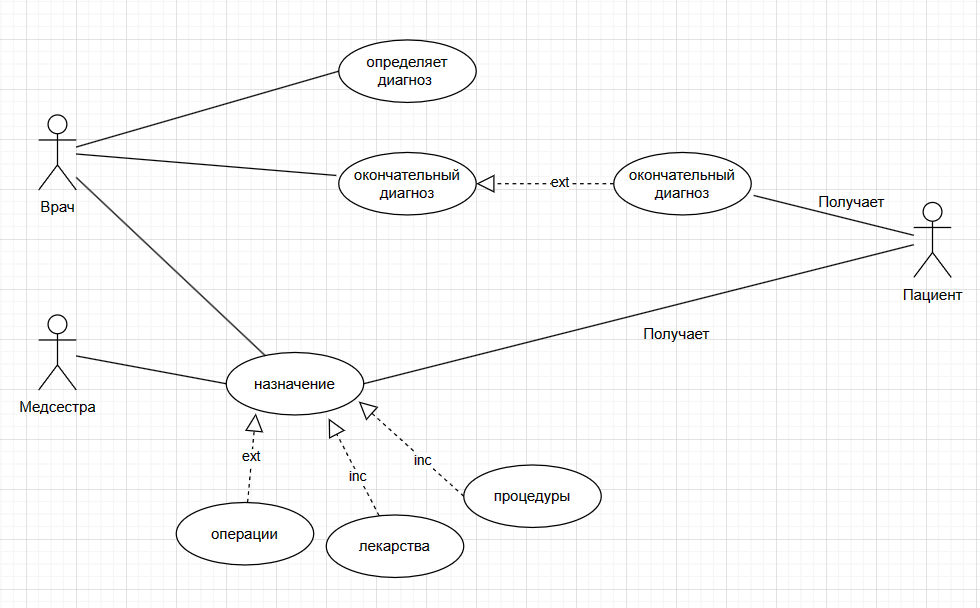 определяет
диагноз
окончательный
диагноз
ext
окончательный
диагноз
Получает
Врач
Пациент
Получает
назначение
Медсестра
ext
inc
inc
процедуры
операции
лекарства